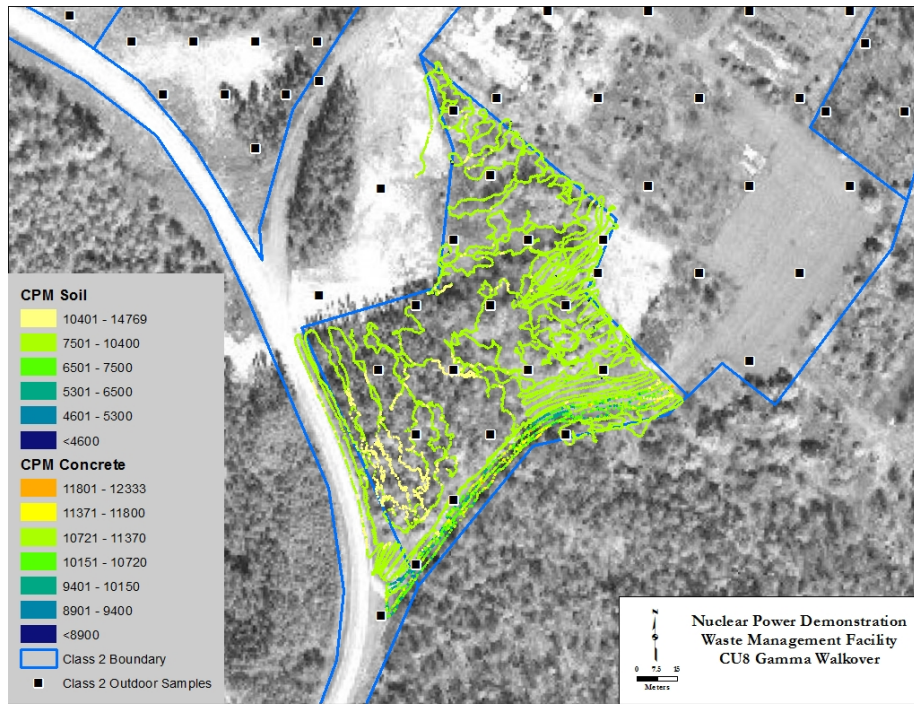 CPM Soil
10401 - 14769
7501 - 10400
6501 - 7500
5301 - 6500
4601 - 5300
<4600
CPM Concrete
11801 - 12333
11371 - 11800
10721 - 11370
10151 - 10720
9401 - 10150
8901 - 9400
<8900
Class 2 Boundary
Class 2 Outdoor Samples
N
0 7.5 15
Meters
Nuclear Power Demonstration
Waste Management Facility
CU8 Gamma Walkover